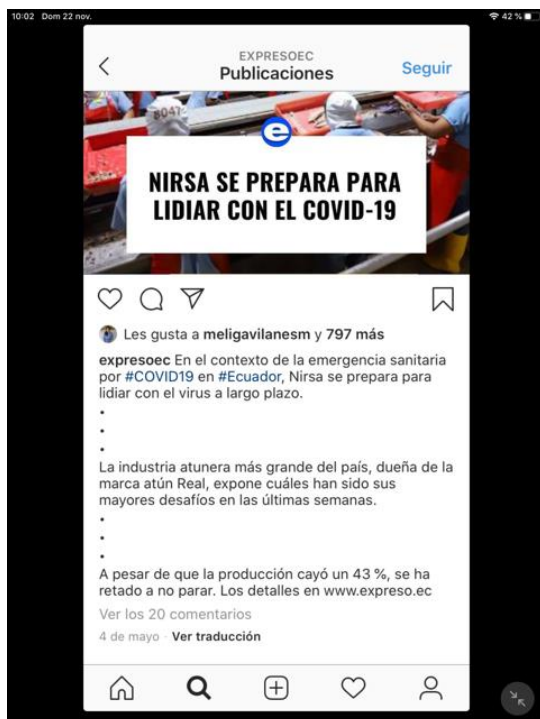 10:02 Dom 22 nov. 42 %
EXPRESOEC
Publicaciones
Seguir
8047
e
NIRSA SE PREPARA PARA
LIDIAR CON EL COVID-19
Les gusta a meligavilanesm y 797 más
expresoec En el contexto de la emergencia sanitaria
por #COVID19 en #Ecuador, Nirsa se prepara para
lidiar con el virus a largo plazo.
•
•
•
La industria atunera más grande del país, dueña de la
marca atún Real, expone cuáles han sido sus
mayores desafíos en las últimas semanas.
•
•
•
A pesar de que la producción cayó un 43 %, se ha
retado a no parar. Los detalles en www.expreso.ec
Ver los 20 comentarios
4 de mayo · Ver traducción